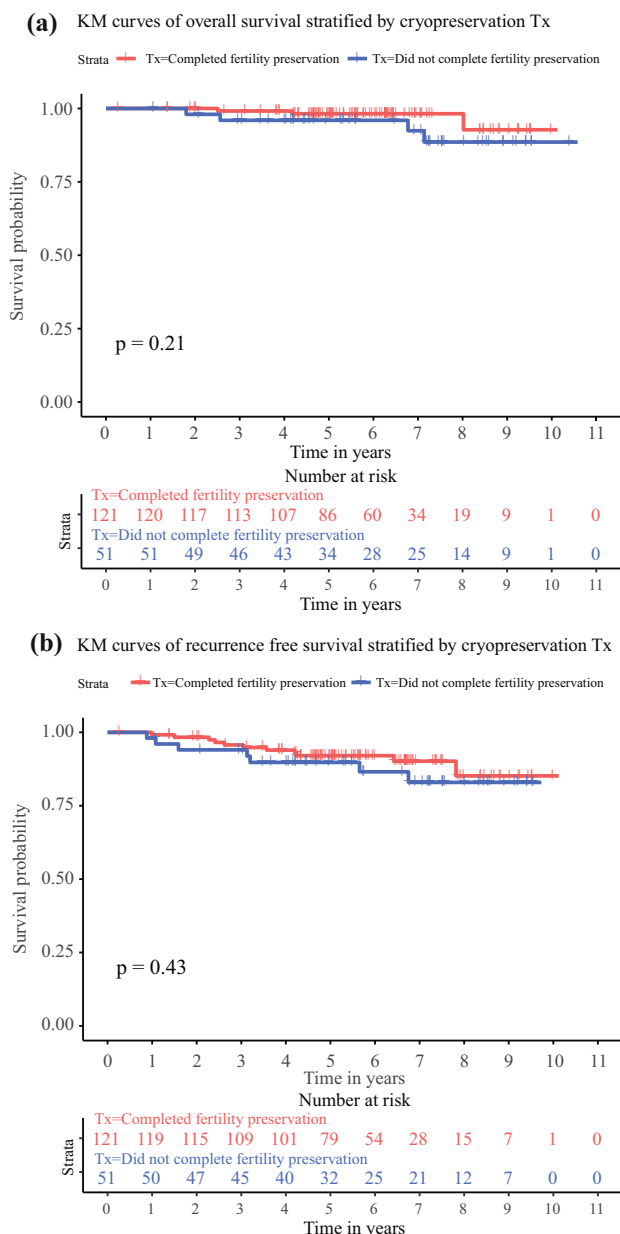 (a) KM curves of overall survival stratified by cryopreservation Tx
Strata Tx=Completed fertility preservation Tx=Did not complete fertility preservation
1.00
0.75
0.50
0.25
0.00
Survival probability
p = 0.21
0 1 2 3 4 5 6 7 8 9 10 11
Time in years
Number at risk
Tx=Completed fertility preservation
121 120 117 113 107 86 60 34 19 9 1 0
Tx=Did not complete fertility preservation
51 51 49 46 43 34 28 25 14 9 1 0
Strata
0 1 2 3 4 5 6 7 8 9 10 11
Time in years
(b) KM curves of recurrence free survival stratified by cryopreservation Tx
Strata Tx=Completed fertility preservation Tx=Did not complete fertility preservation
1.00
0.75
0.50
0.25
0.00
Survival probability
p = 0.43
0 1 2 3 4 5 6 7 8 9 10 11
Time in years
Number at risk
Tx=Completed fertility preservation
121 119 115 109 101 79 54 28 15 7 1 0
Tx=Did not complete fertility preservation
51 50 47 45 40 32 25 21 12 7 0 0
Strata
0 1 2 3 4 5 6 7 8 9 10 11
Time in years